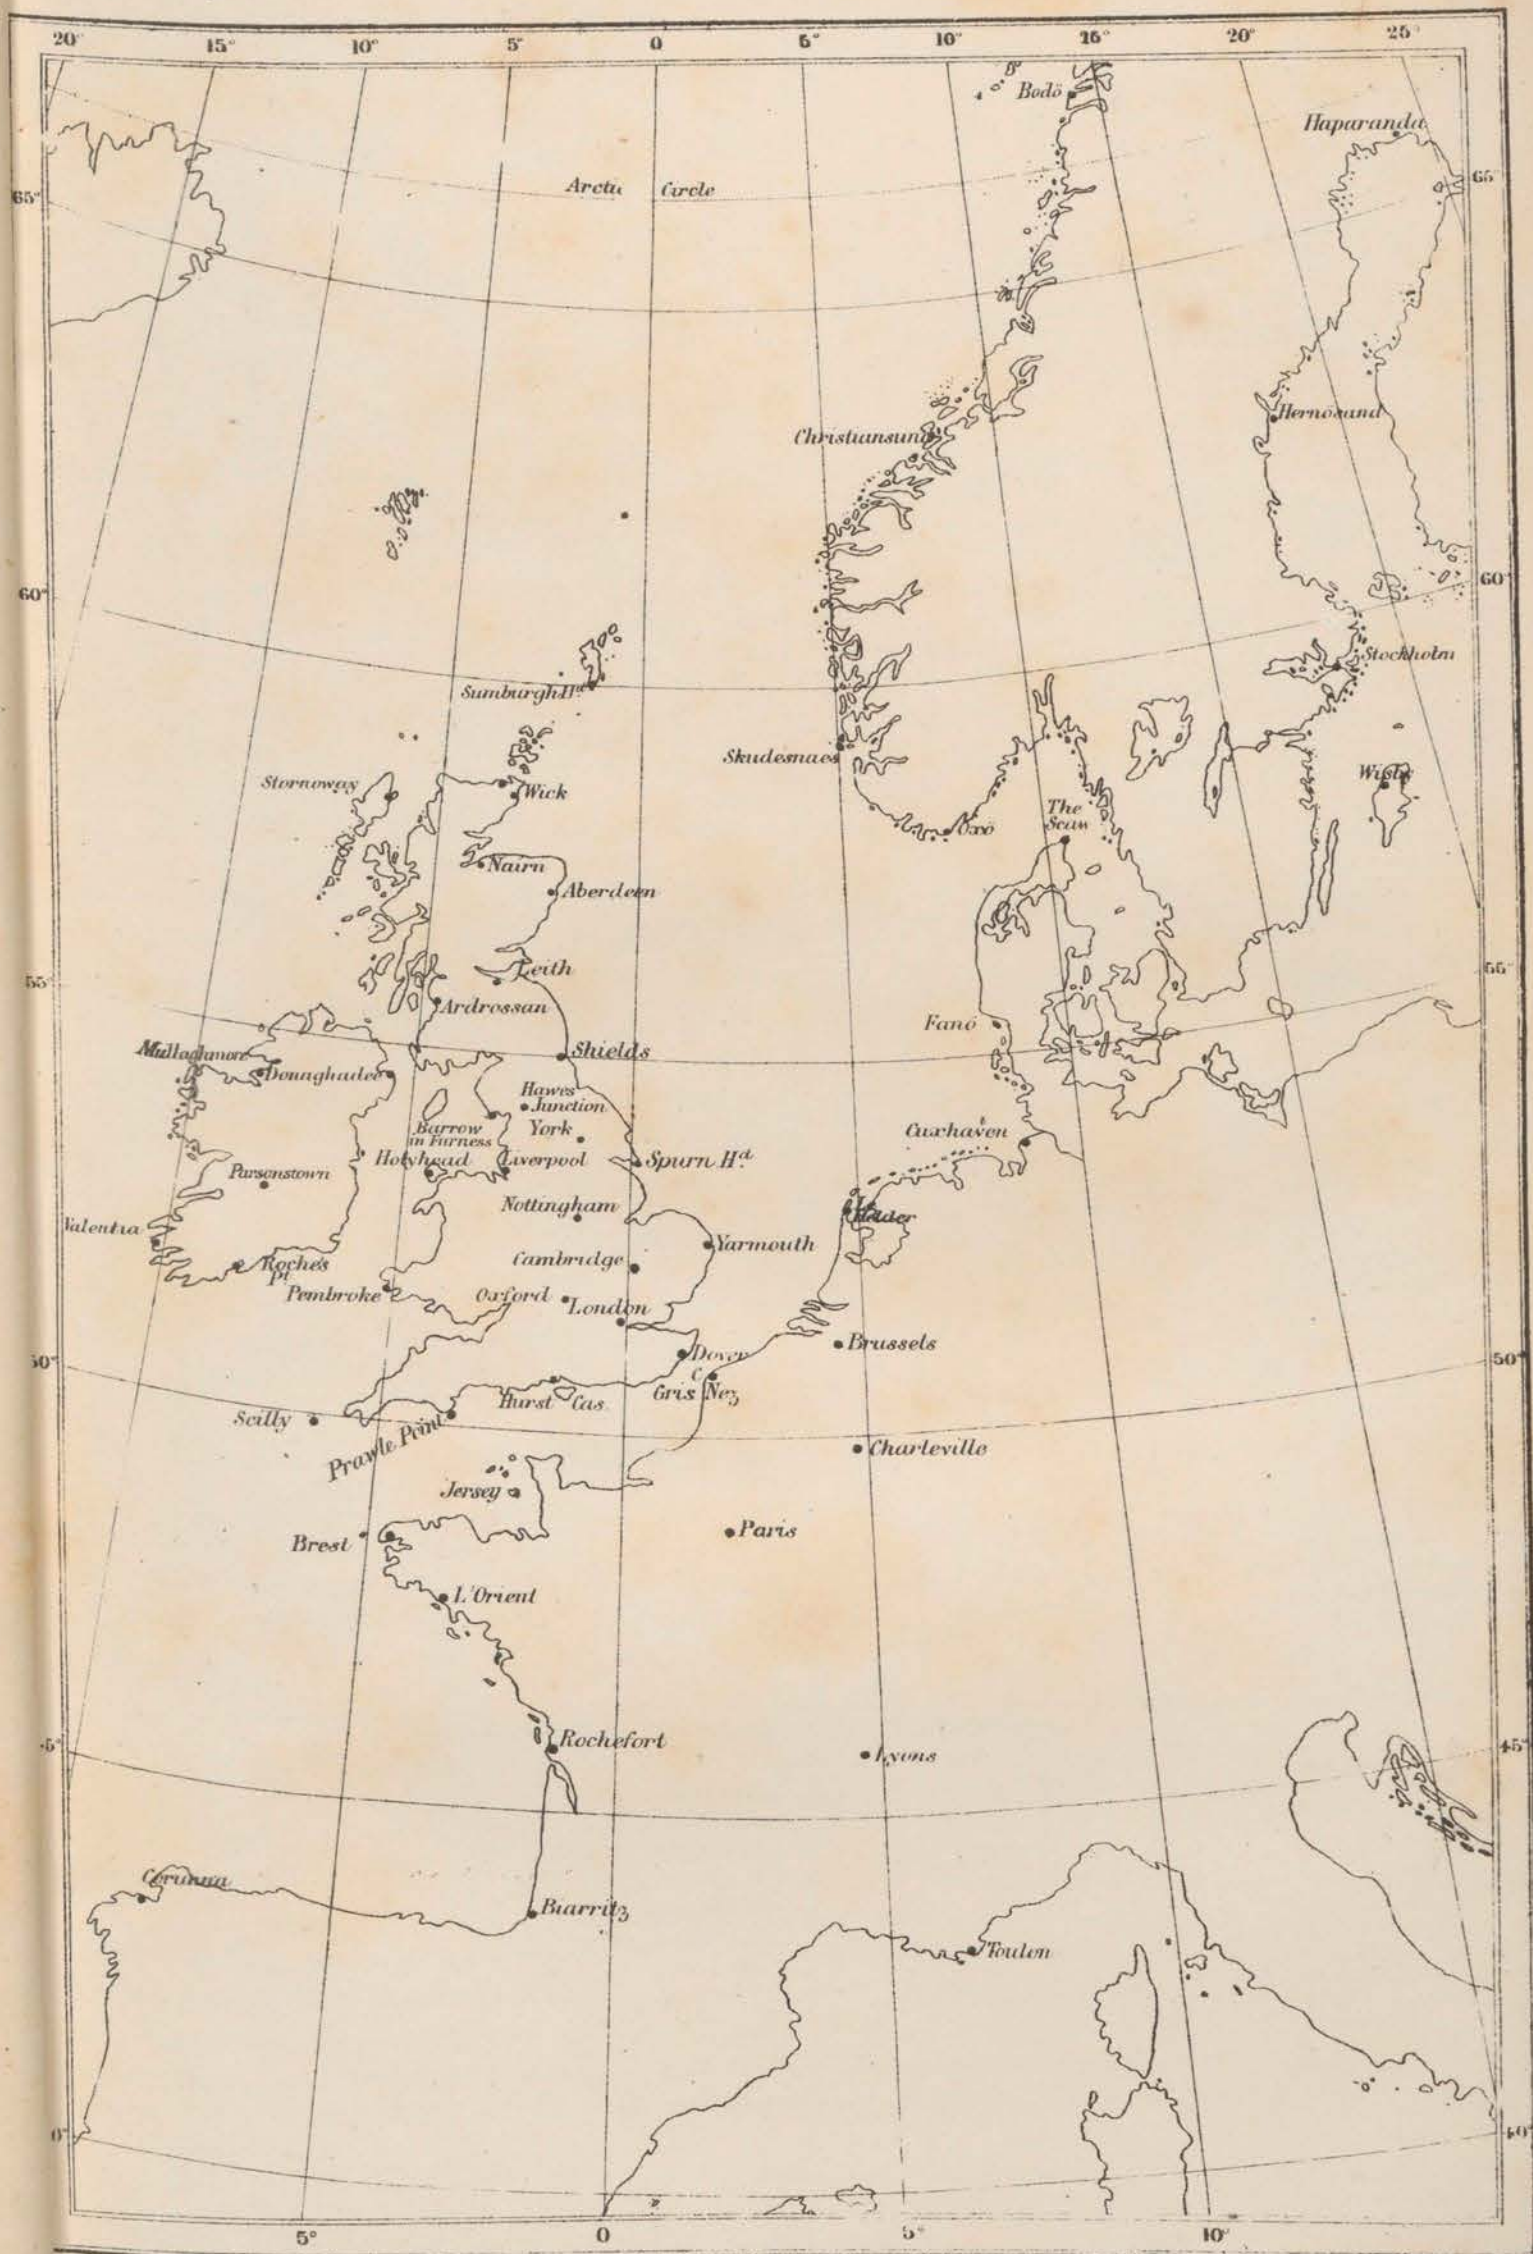 20° 15° 10° 5° 0 5° 10° 15° 20° 25°
Bodö
Haparanda
65° 65°
Arctic Circle
Hernösand
Christiansund
60° 60°
Stockholm
Sumburgh Hd.
Skudesnaes
Stornoway
Wick
Wisby
The
Scaw
Oxö
Nairn
Aberdeen
Leith
55° 55°
Ardrossan
Fanö
Mullaghmore
Shields
Donaghadee
Hawes
Junction
Barrow
in Furness
York
Cuxhaven
Holyhead
Liverpool
Spurn Hd.
Parsonstown
Nottingham
Helder
Valentia
Yarmouth
Roche's
Pt
Cambridge
Pembroke
Oxford
London
Brussels
Dover
50° 50°
C.
Gris Nez
Hurst Cas
Scilly
Prawle Point
Charleville
Jersey
Paris
Brest
L'Orient
Rochefort
Lyons
45°
5°
Corunna
Biarritz
Toulon
0° 40°
5° 0 5° 10°